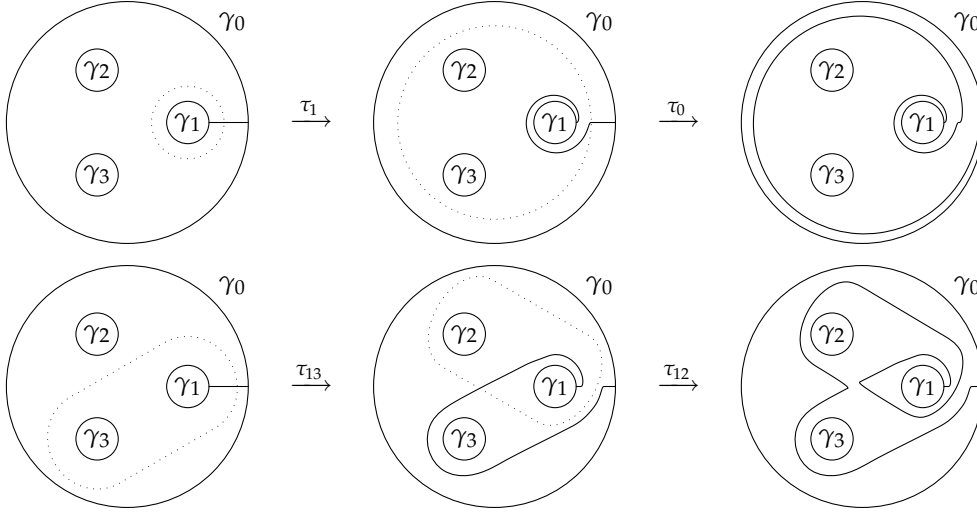 γ₀ γ₀ γ₀
γ₂ γ₂ γ₂
γ₁ τ₁ γ₁ τ₀ γ₁
γ₃ γ₃ γ₃
γ₀ γ₀ γ₀
γ₂ γ₂ γ₂
γ₁ τ₁₃ γ₁ τ₁₂ γ₁
γ₃ γ₃ γ₃